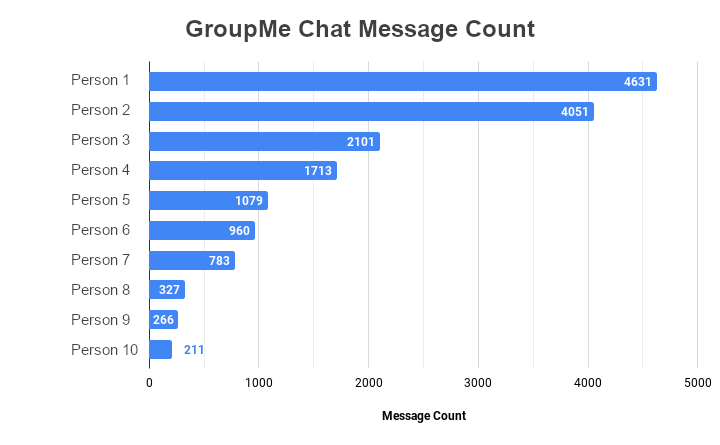 GroupMe Chat Message Count
Person 1 4631
Person 2 4051
Person 3 2101
Person 4 1713
Person 5 1079
Person 6 960
Person 7 783
Person 8 327
Person 9 266
Person 10 211
0 1000 2000 3000 4000 5000
Message Count